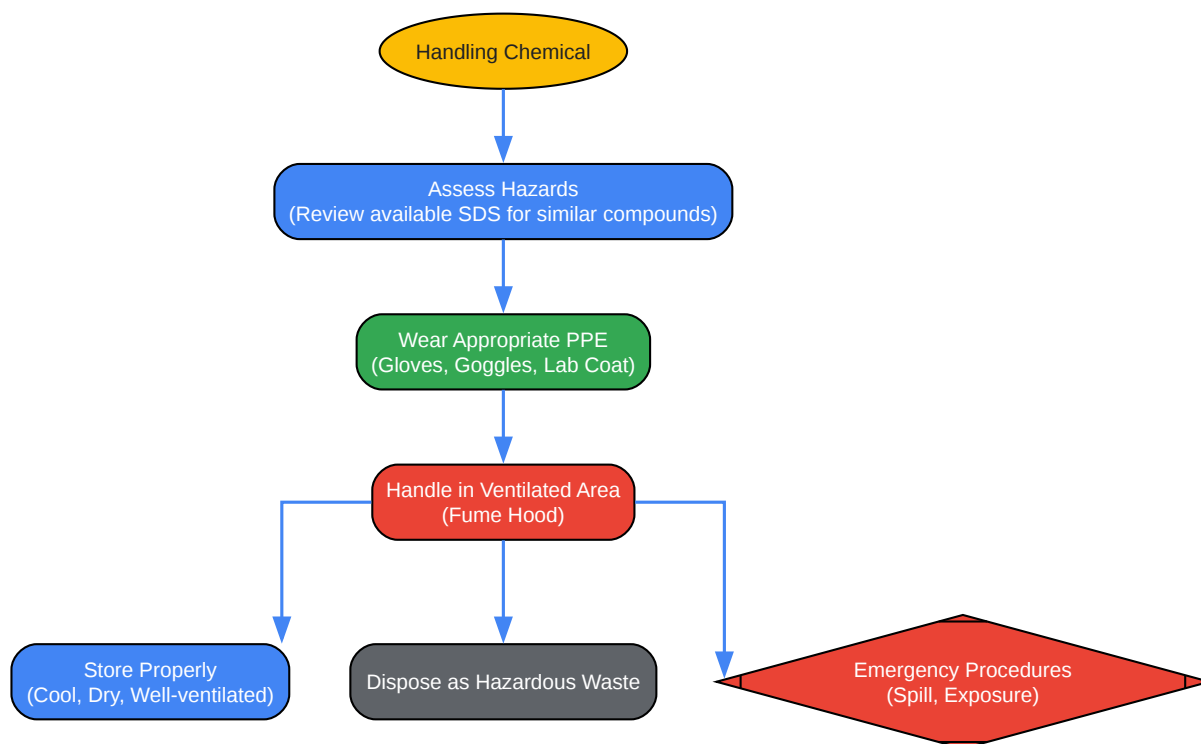 Handling Chemical
Assess Hazards
(Review available SDS for similar compounds)
Wear Appropriate PPE
(Gloves, Goggles, Lab Coat)
Handle in Ventilated Area
(Fume Hood)
Store Properly
(Cool, Dry, Well-ventilated)
Dispose as Hazardous Waste
Emergency Procedures
(Spill, Exposure)